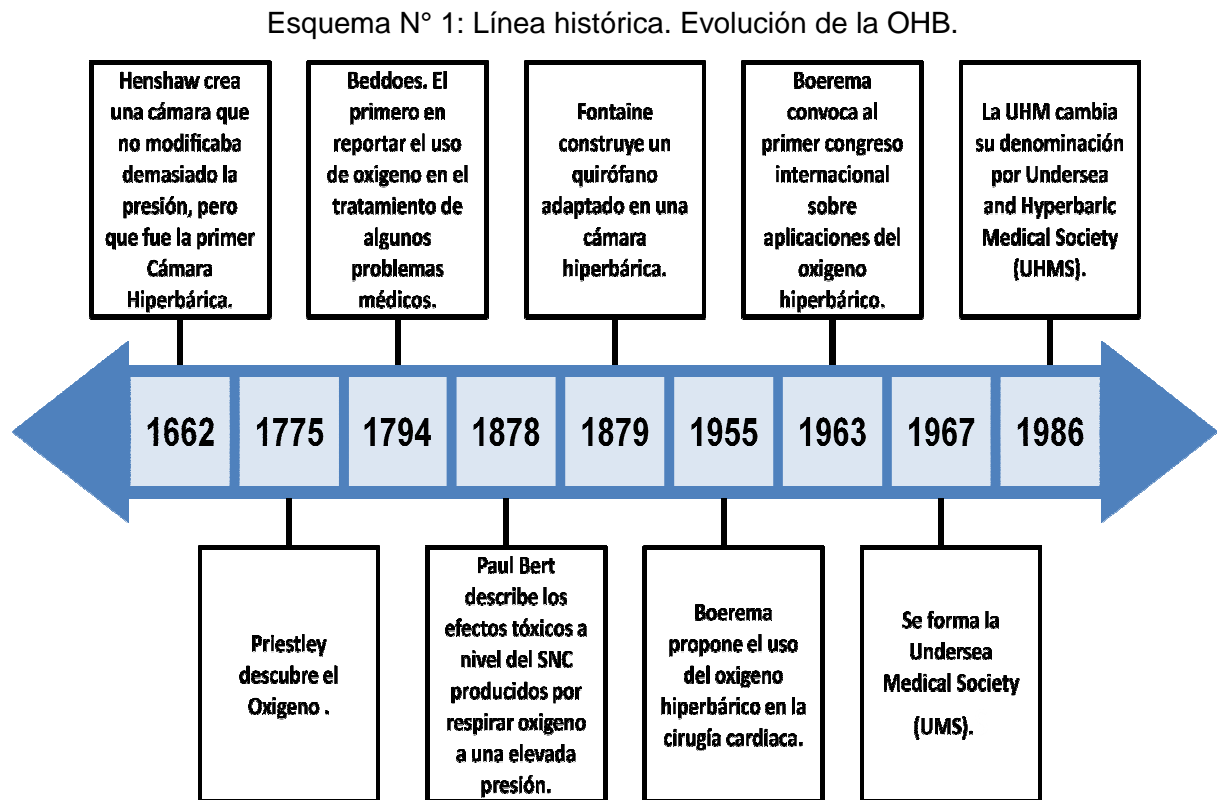 Esquema N° 1: Línea histórica. Evolución de la OHB.
Henshaw crea
una cámara que
no modificaba
demasiado la
presión, pero
que fue la primer
Cámara
Hiperbárica.
Beddoes. El
primero en
reportar el uso
de oxigeno en el
tratamiento de
algunos
problemas
médicos.
Fontaine
construye un
quirófano
adaptado en una
cámara
hiperbárica.
Boerema
convoca al
primer congreso
internacional
sobre
aplicaciones del
oxigeno
hiperbárico.
La UHM cambia
su denominación
por Undersea
and Hyperbaric
Medical Society
(UHMS).
1662 1775 1794 1878 1879 1955 1963 1967 1986
Priestley
descubre el
Oxigeno .
Paul Bert
describe los
efectos tóxicos a
nivel del SNC
producidos por
respirar oxigeno
a una elevada
presión.
Boerema
propone el uso
del oxigeno
hiperbárico en la
cirugía cardiaca.
Se forma la
Undersea
Medical Society
(UMS).